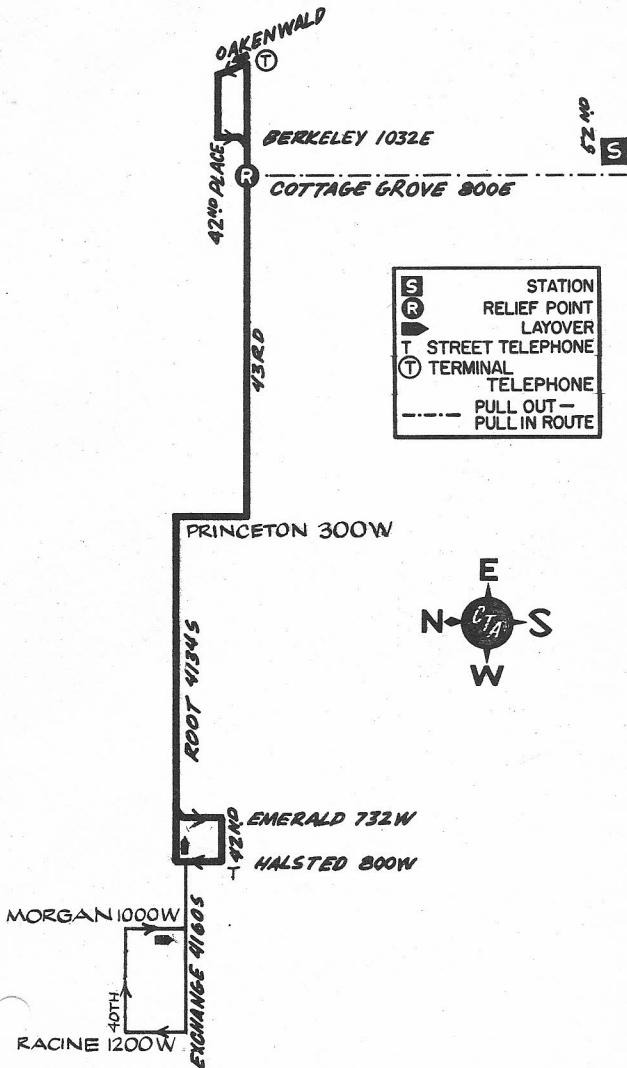 OAKENWALD
T
BERKELEY 1032E
42ND PLACE
R
COTTAGE GROVE 800E
52ND
S
43RD
S STATION
R RELIEF POINT
LAYOVER
T STREET TELEPHONE
T TERMINAL
TELEPHONE
PULL OUT –
PULL IN ROUTE
PRINCETON 300W
E
N CTA S
W
ROOT 4134S
EMERALD 732W
42ND
HALSTED 800W
T
MORGAN 1000W
EXCHANGE 4160S
40TH
RACINE 1200W